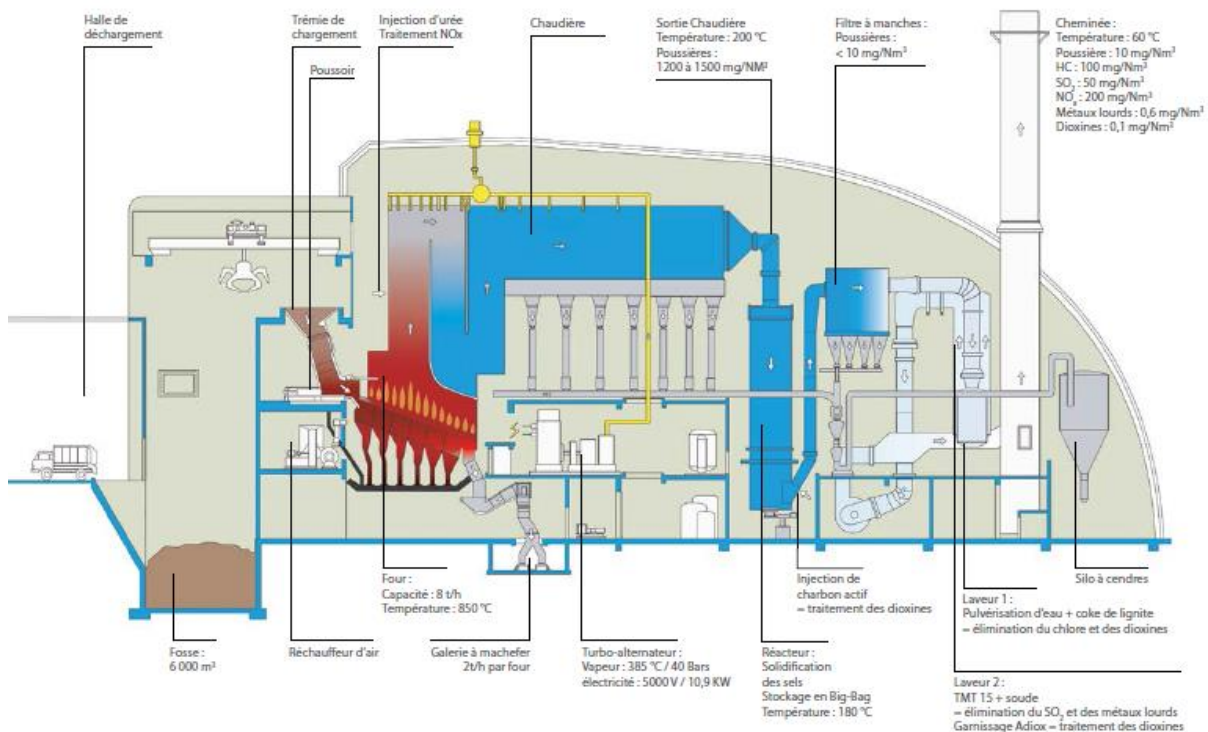 Halle de
déchargement
Trémie de
chargement
Poussoir
Injection d'urée
Traitement NOx
Chaudière
Sortie Chaudière
Température : 200 °C
Poussières :
1200 à 1500 mg/NM³
Filtre à manches :
Poussières :
< 10 mg/Nm³
Cheminée :
Température : 60 °C
Poussière : 10 mg/Nm³
HC : 100 mg/Nm³
SO₂ : 50 mg/Nm³
NOₓ : 200 mg/Nm³
Métaux lourds : 0,6 mg/Nm³
Dioxines : 0,1 mg/Nm³
Fosse :
6 000 m³
Réchauffeur d'air
Four :
Capacité : 8 t/h
Température : 850 °C
Galerie à machefer
2t/h par four
Turbo-alternateur :
Vapeur : 385 °C / 40 Bars
électricité : 5000 V / 10,9 KW
Réacteur :
Solidification
des sels
Stockage en Big-Bag
Température : 180 °C
Injection de
charbon actif
= traitement des dioxines
Laveur 1 :
Pulvérisation d'eau + coke de lignite
= élimination du chlore et des dioxines
Silo à cendres
Laveur 2 :
TMT 15 + soude
= élimination du SO₂ et des métaux lourds
Garnissage Adiox = traitement des dioxines